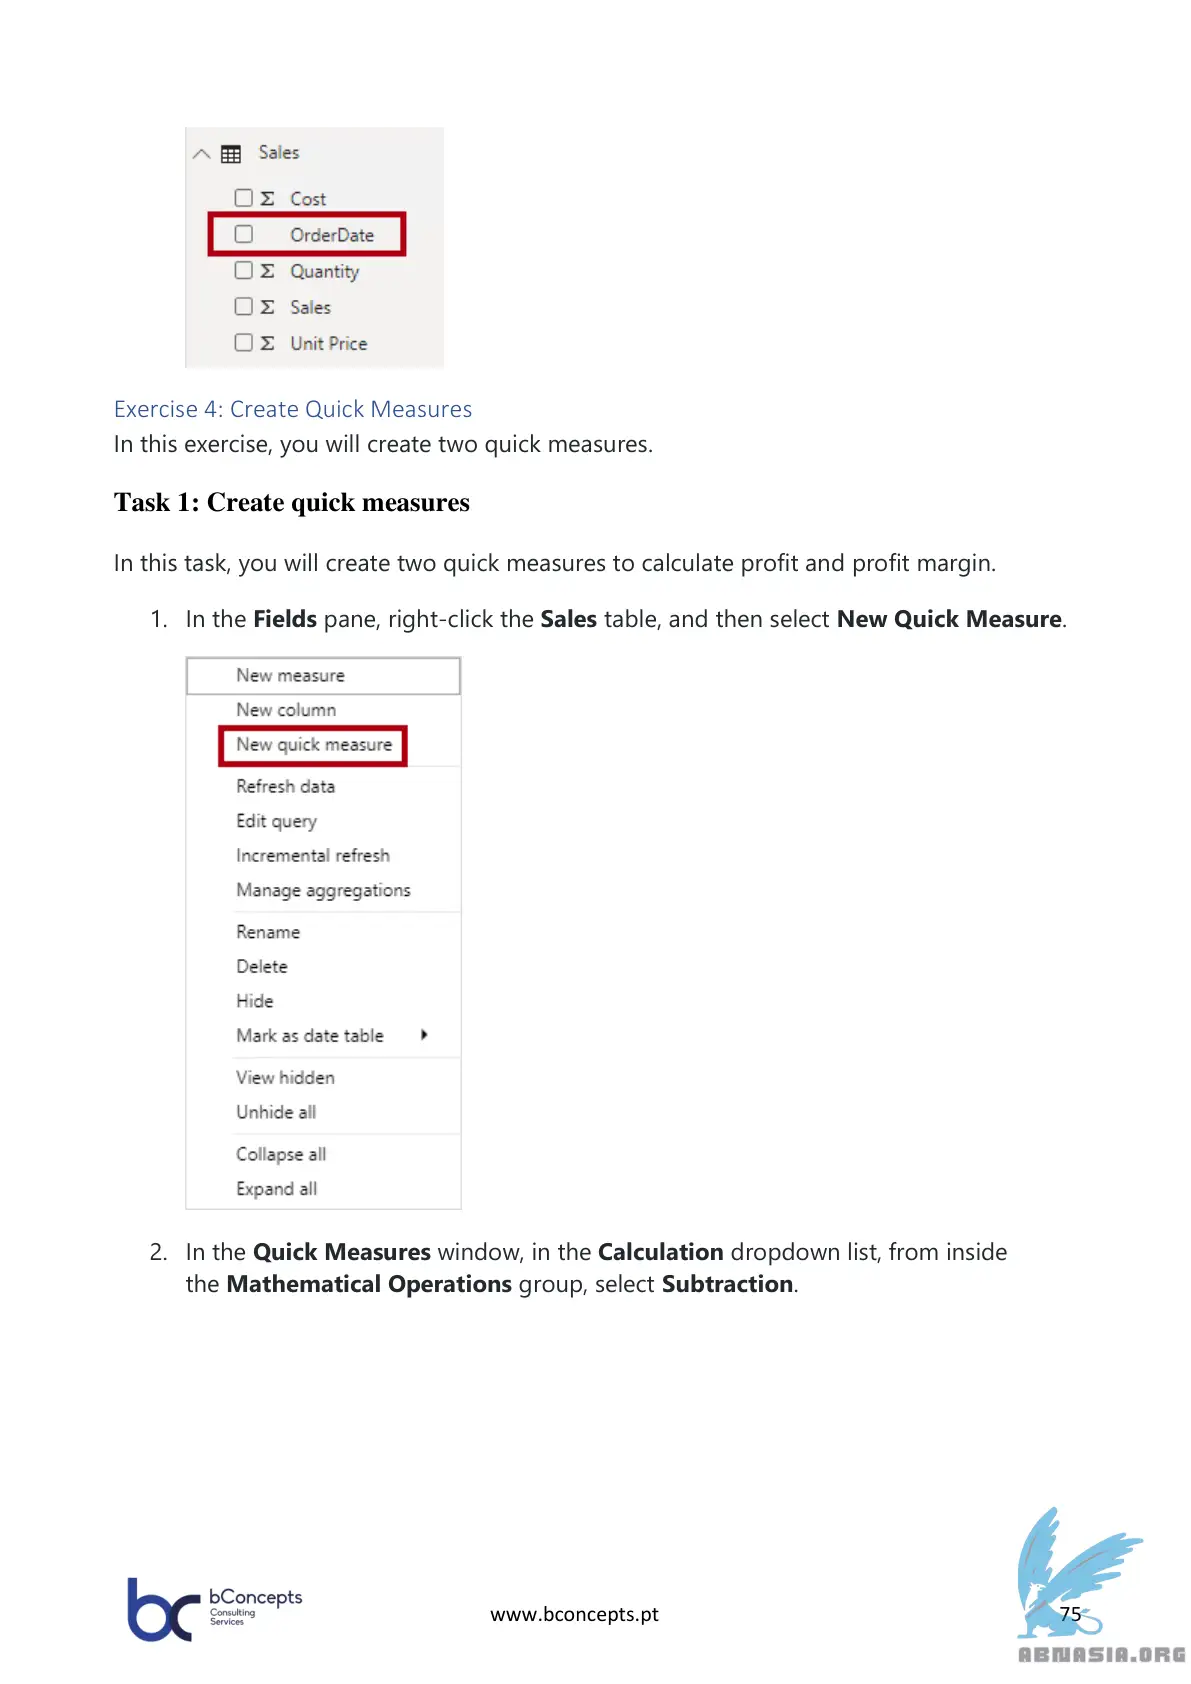 Sales
Σ Cost
OrderDate
Σ Quantity
Σ Sales
Σ Unit Price
Exercise 4: Create Quick Measures
In this exercise, you will create two quick measures.
Task 1: Create quick measures
In this task, you will create two quick measures to calculate profit and profit margin.
1. In the Fields pane, right-click the Sales table, and then select New Quick Measure.
New measure
New column
New quick measure
Refresh data
Edit query
Incremental refresh
Manage aggregations
Rename
Delete
Hide
Mark as date table
View hidden
Unhide all
Collapse all
Expand all
2. In the Quick Measures window, in the Calculation dropdown list, from inside
the Mathematical Operations group, select Subtraction.
bc bConcepts
Consulting
Services
www.bconcepts.pt
75
ABNASIA.ORG